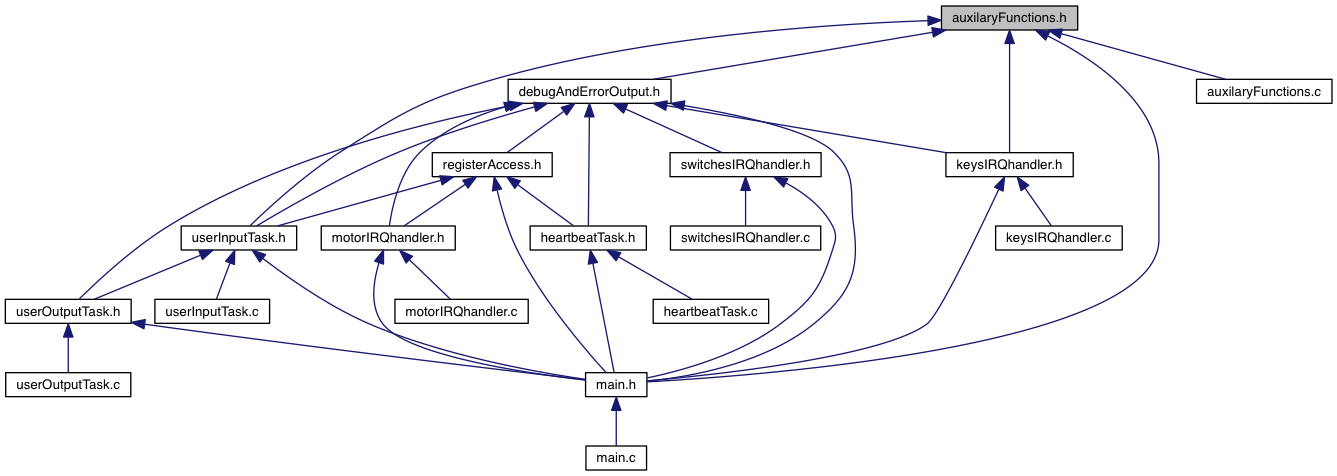 auxilaryFunctions.h
debugAndErrorOutput.h
auxilaryFunctions.c
registerAccess.h
switchesIRQhandler.h
keysIRQhandler.h
userInputTask.h
motorIRQhandler.h
heartbeatTask.h
switchesIRQhandler.c
keysIRQhandler.c
userOutputTask.h
userInputTask.c
motorIRQhandler.c
heartbeatTask.c
userOutputTask.c
main.h
main.c